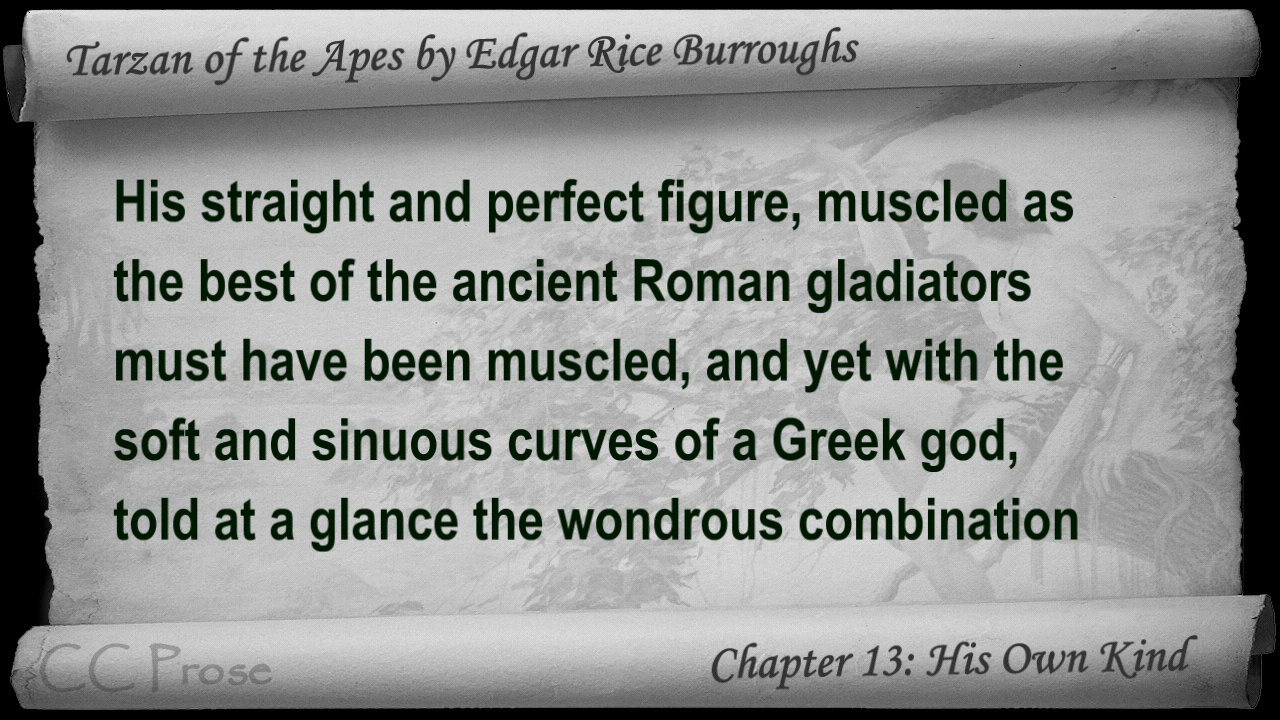 Tarzan of the Apes by Edgar Rice Burroughs
His straight and perfect figure, muscled as
the best of the ancient Roman gladiators
must have been muscled, and yet with the
soft and sinuous curves of a Greek god,
told at a glance the wondrous combination
CC Prose
Chapter 13: His Own Kind